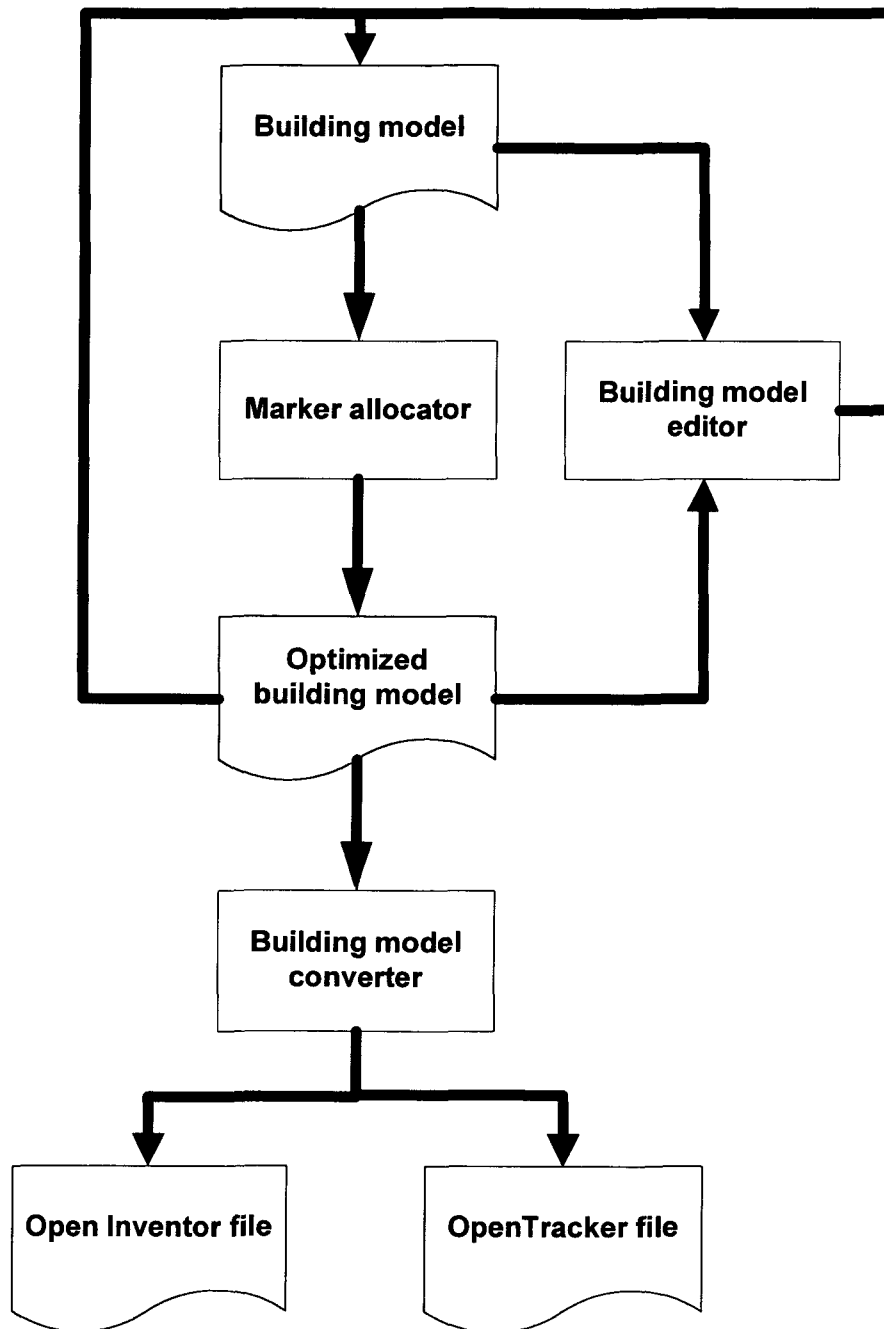 Building model
Marker allocator
Building model
editor
Optimized
building model
Building model
converter
Open Inventor file
OpenTracker file